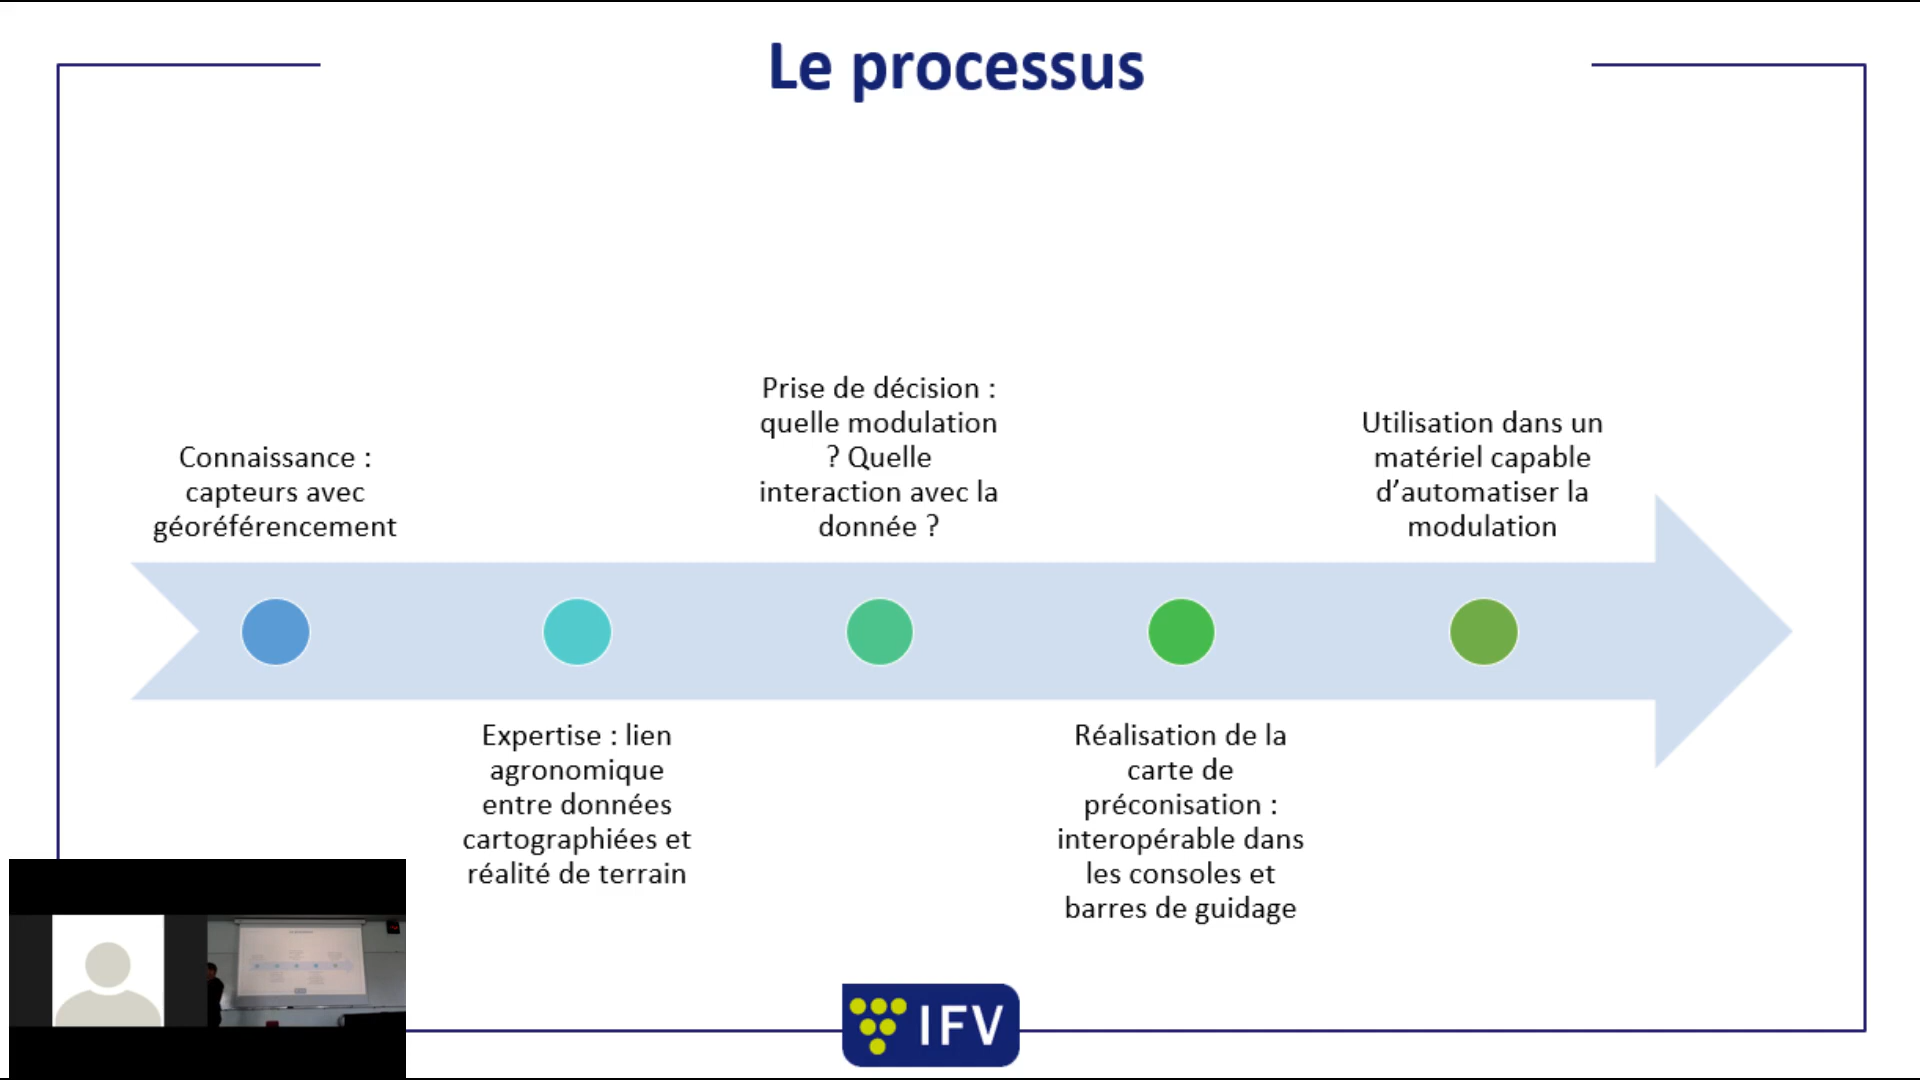 Le processus
Connaissance :
capteurs avec
géoréférencement
Expertise : lien
agronomique
entre données
cartographiées et
réalité de terrain
Prise de décision :
quelle modulation
? Quelle
interaction avec la
donnée ?
Réalisation de la
carte de
préconisation :
interopérable dans
les consoles et
barres de guidage
Utilisation dans un
matériel capable
d’automatiser la
modulation
IFV